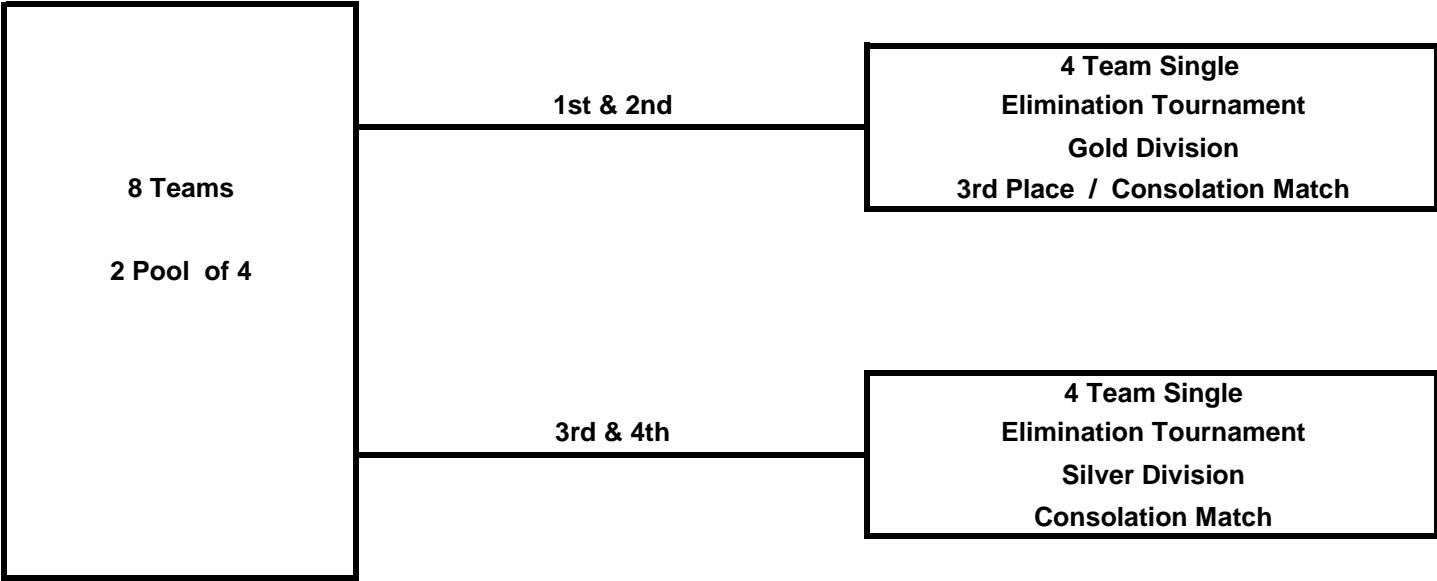 8 Teams
2 Pool of 4
1st & 2nd
4 Team Single
Elimination Tournament
Gold Division
3rd Place / Consolation Match
3rd & 4th
4 Team Single
Elimination Tournament
Silver Division
Consolation Match